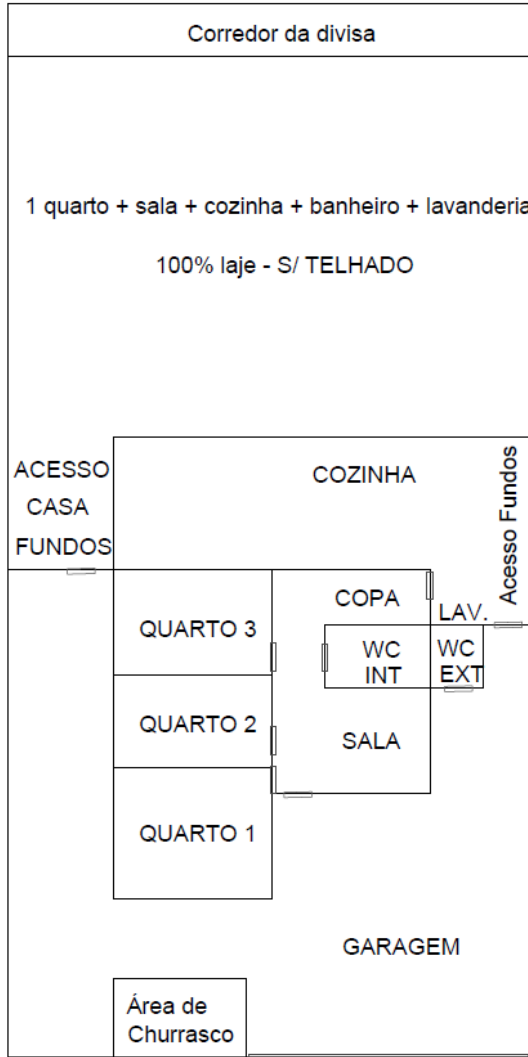 Corredor da divisa
1 quarto + sala + cozinha + banheiro + lavanderia
100% laje - S/ TELHADO
ACESSO
CASA
FUNDOS
COZINHA
Acesso Fundos
COPA
LAV.
QUARTO 3
WC
INT
WC
EXT
QUARTO 2
SALA
QUARTO 1
GARAGEM
Área de
Churrasco